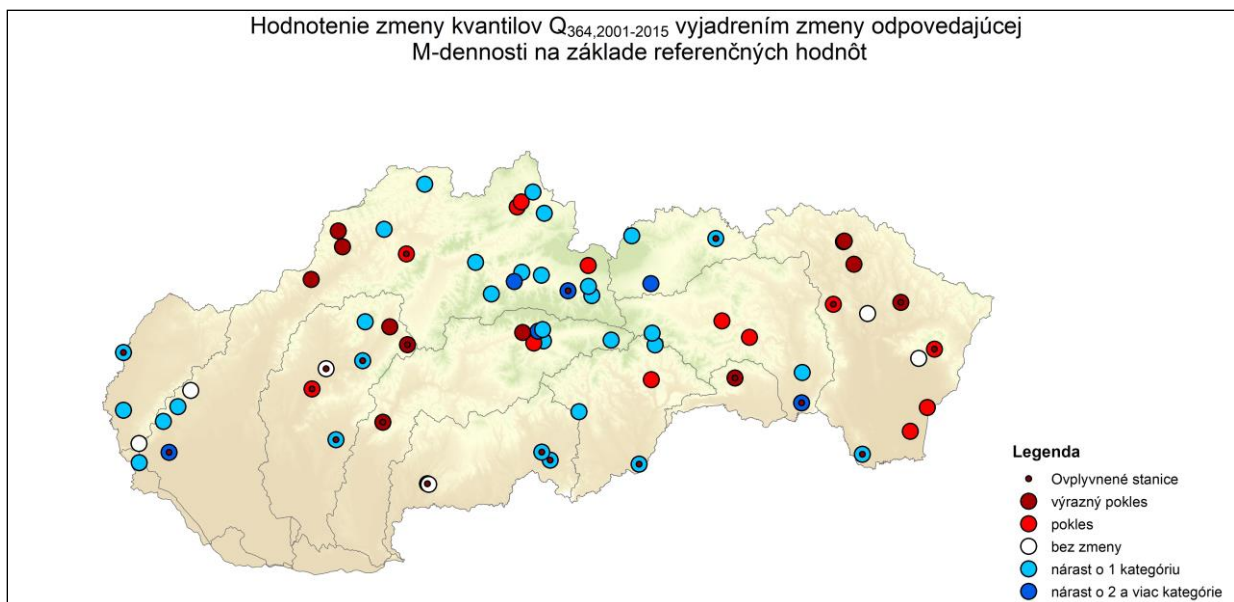 Hodnotenie zmeny kvantilov Q364,2001-2015 vyjadrením zmeny odpovedajúcej
M-dennosti na základe referenčných hodnôt
Legenda
Ovplyvnené stanice
výrazný pokles
pokles
bez zmeny
nárast o 1 kategóriu
nárast o 2 a viac kategórie